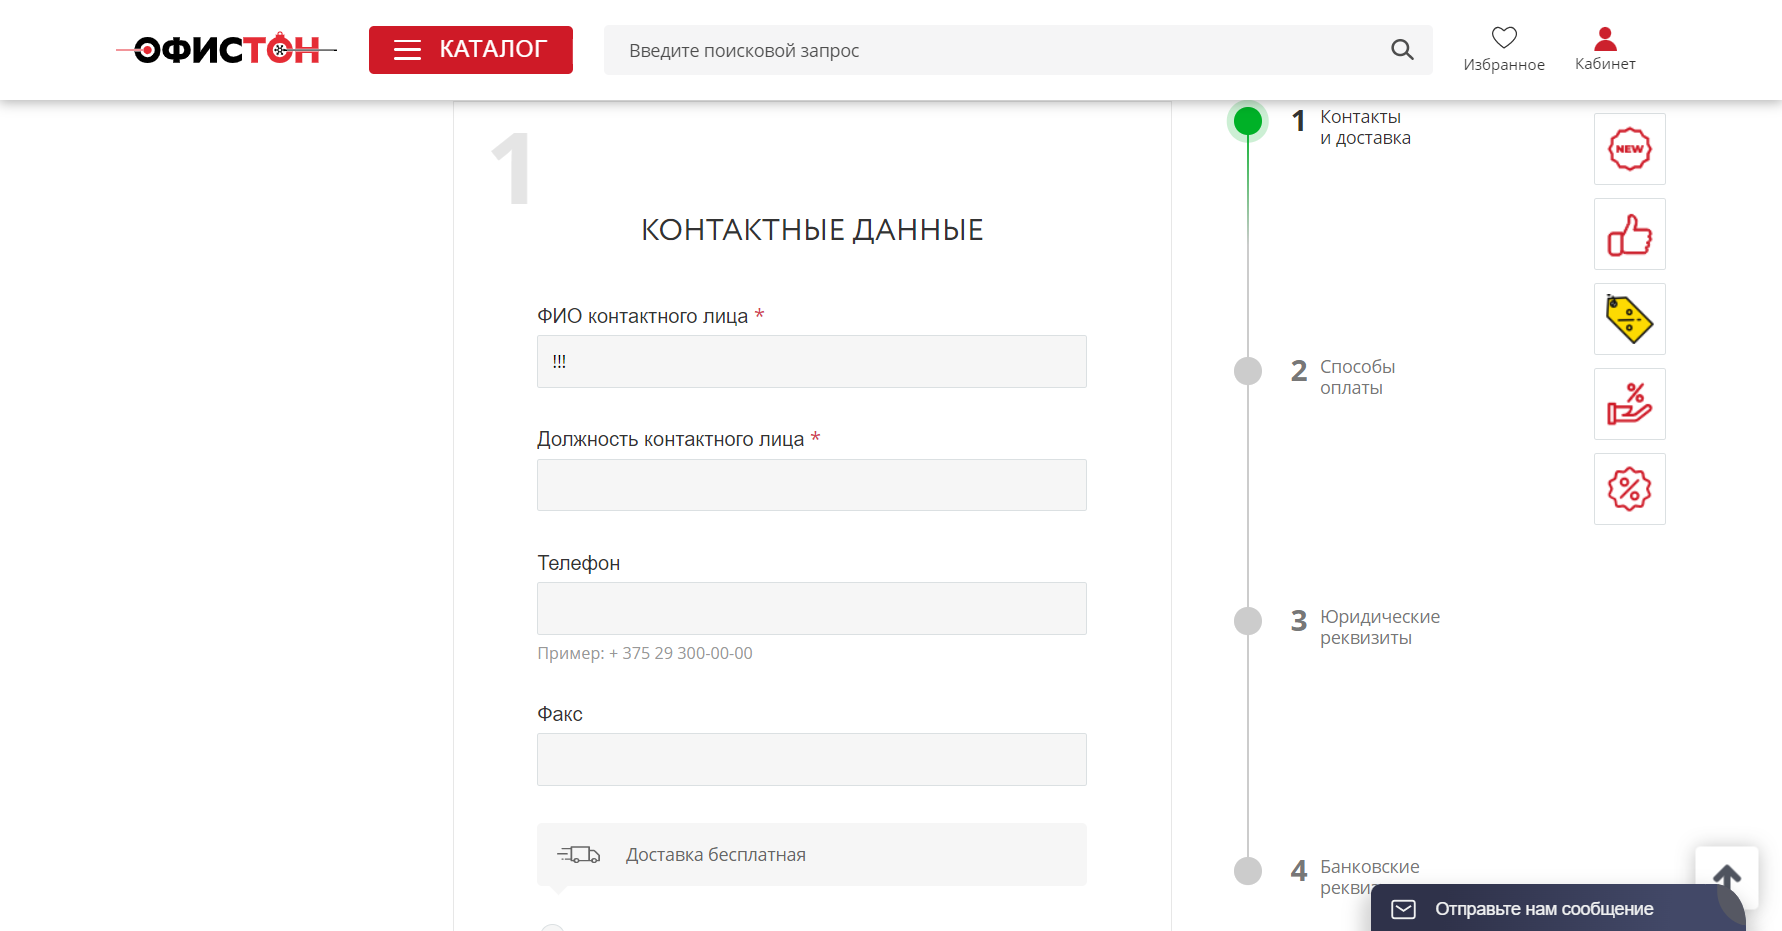 ОФИСТОН
КАТАЛОГ
Введите поисковой запрос
Избранное
Кабинет
1
КОНТАКТНЫЕ ДАННЫЕ
ФИО контактного лица *
!!!
Должность контактного лица *
Телефон
Пример: + 375 29 300-00-00
Факс
Доставка бесплатная
1 Контакты
и доставка
2 Способы
оплаты
3 Юридические
реквизиты
4 Банковские
NEW
Отправьте нам сообщение